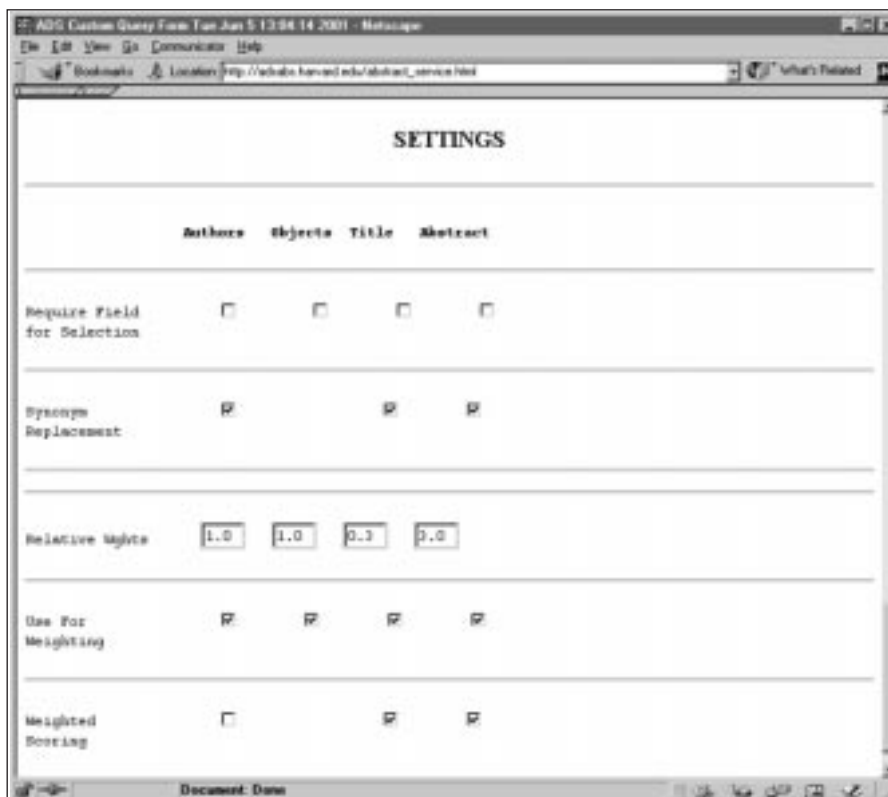 ADS Custom Query Form Tue Jun 5 13:04:14 2001 - Netscape
File Edit View Go Communicator Help
Bookmarks Location: http://adsabs.harvard.edu/abstract_service.html What's Related
SETTINGS
Authors Objects Title Abstract
Require Field
for Selection
Synonym
Replacement
Relative Wghts 1.0 1.0 0.3 3.0
Use For
Weighting
Weighted
Scoring
Document: Done